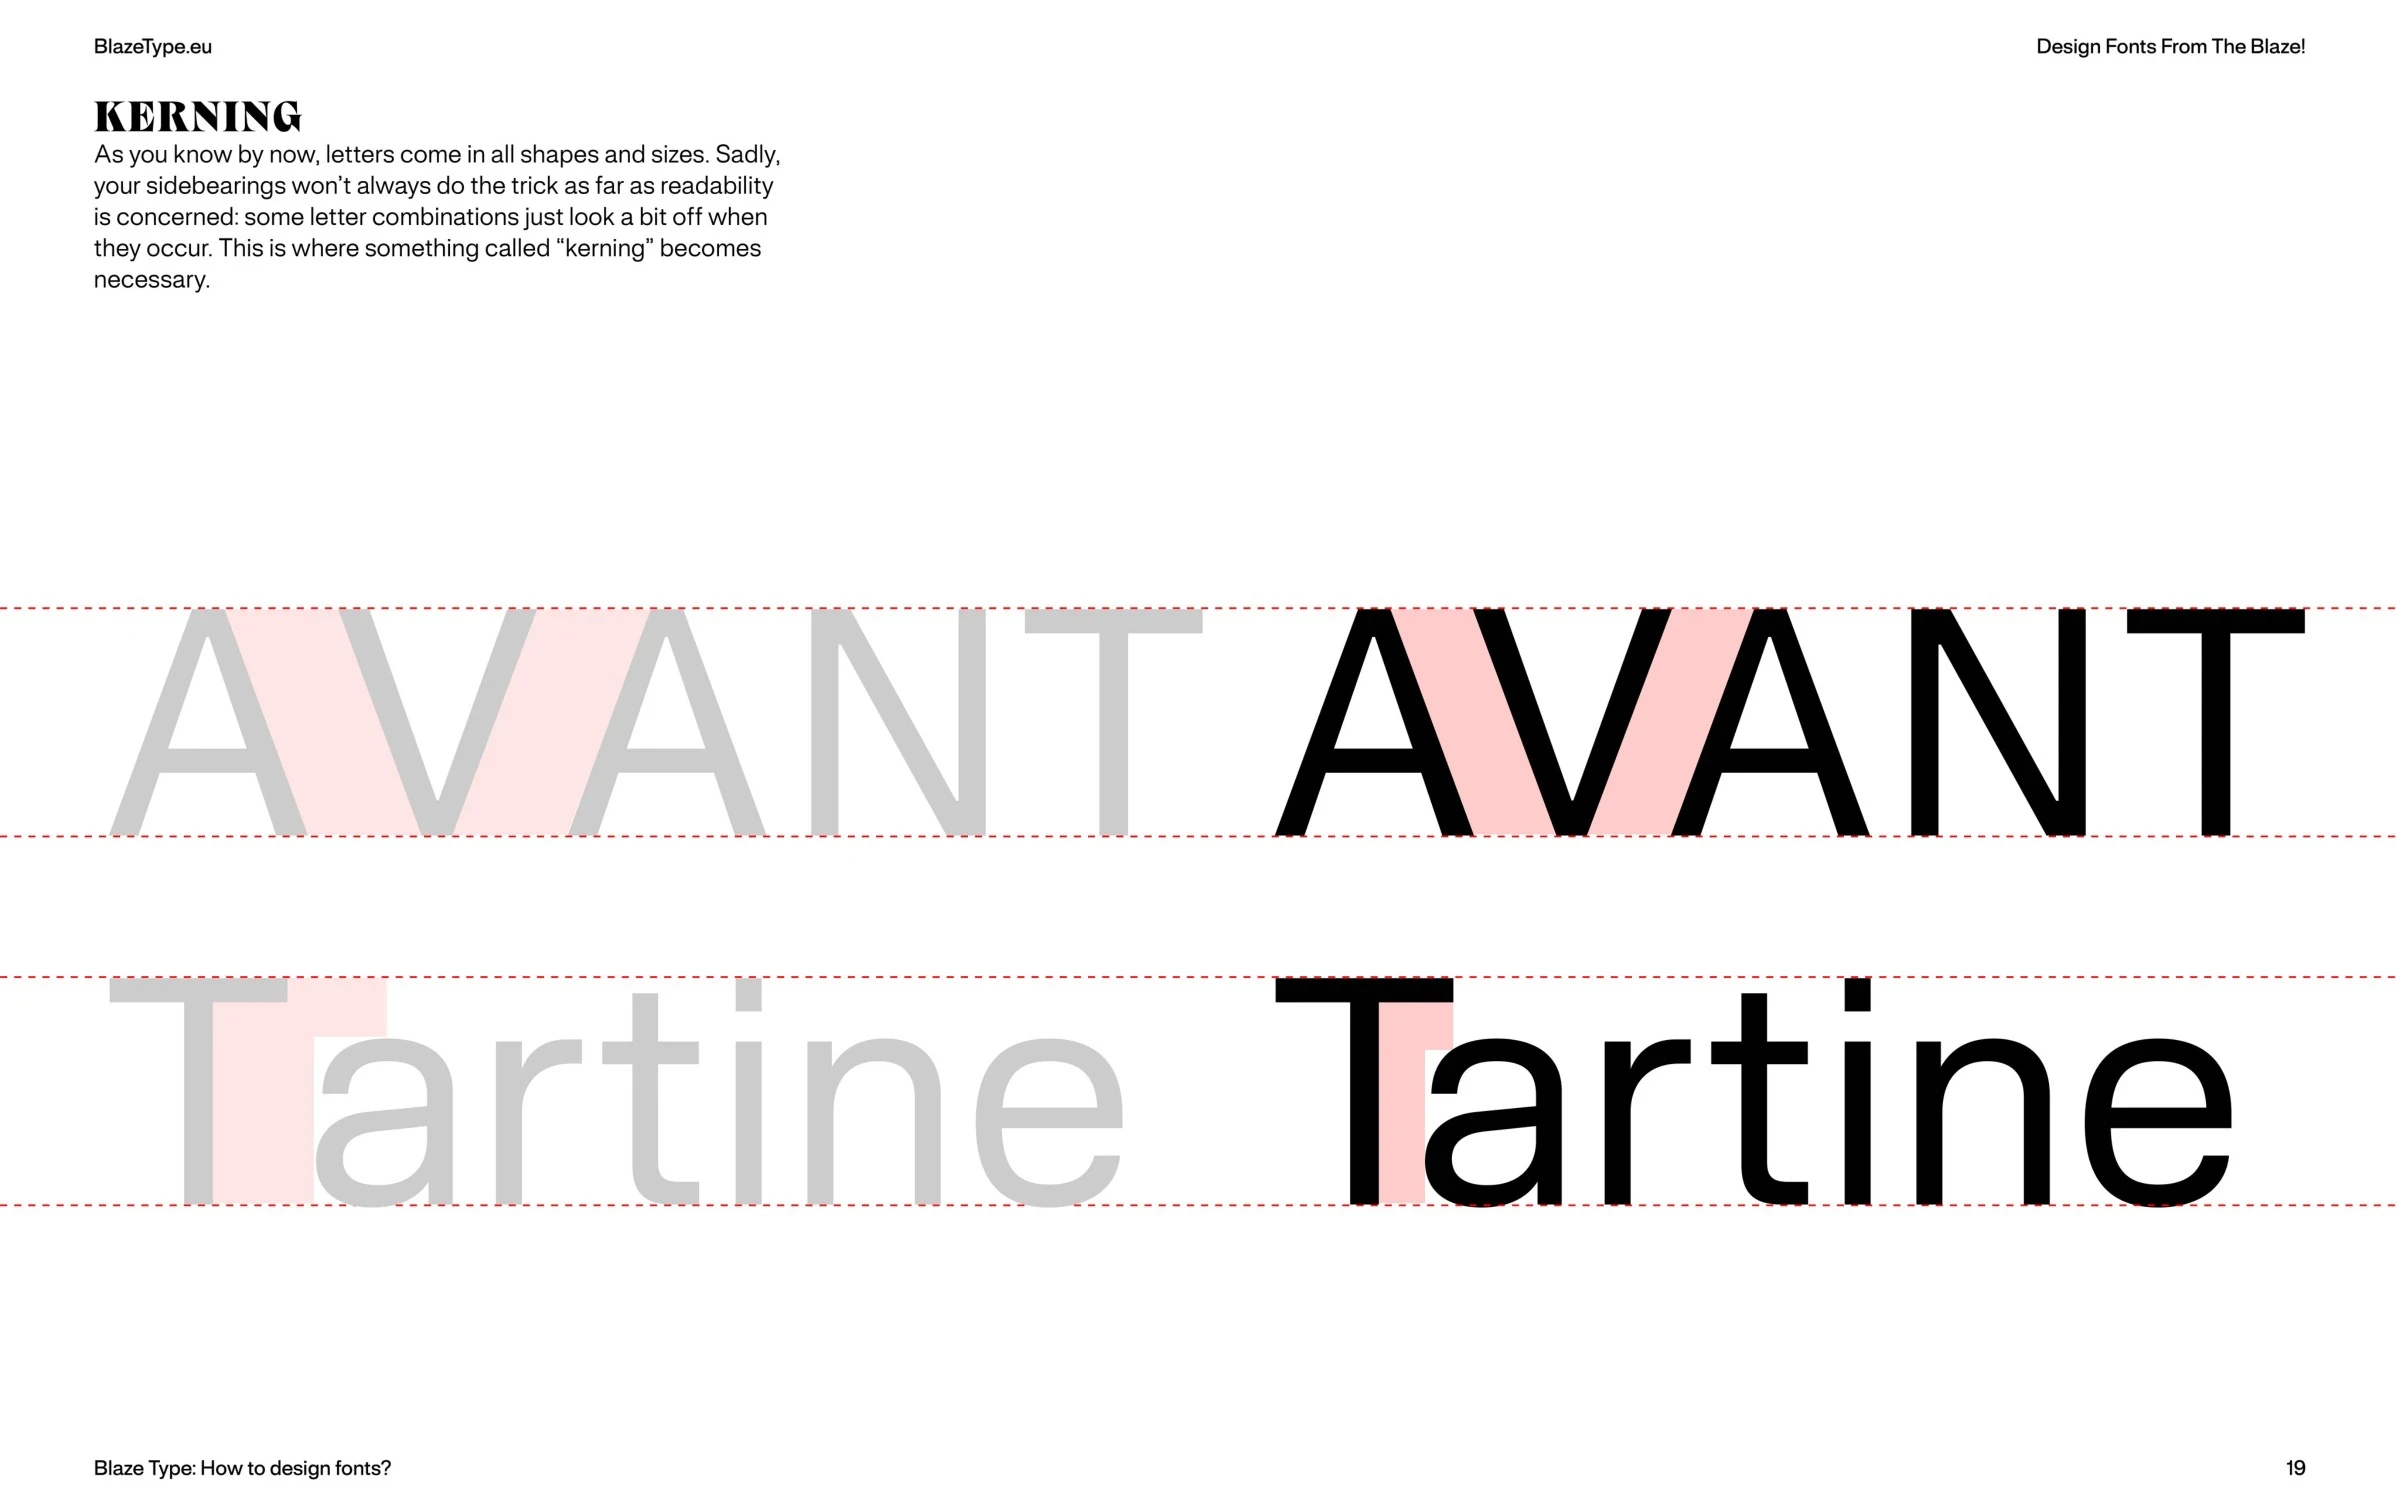 BlazeType.eu
Design Fonts From The Blaze!
KERNING
As you know by now, letters come in all shapes and sizes. Sadly,
your sidebearings won’t always do the trick as far as readability
is concerned: some letter combinations just look a bit off when
they occur. This is where something called “kerning” becomes
necessary.
AVANT AVANT
Tartine Tartine
Blaze Type: How to design fonts?
19